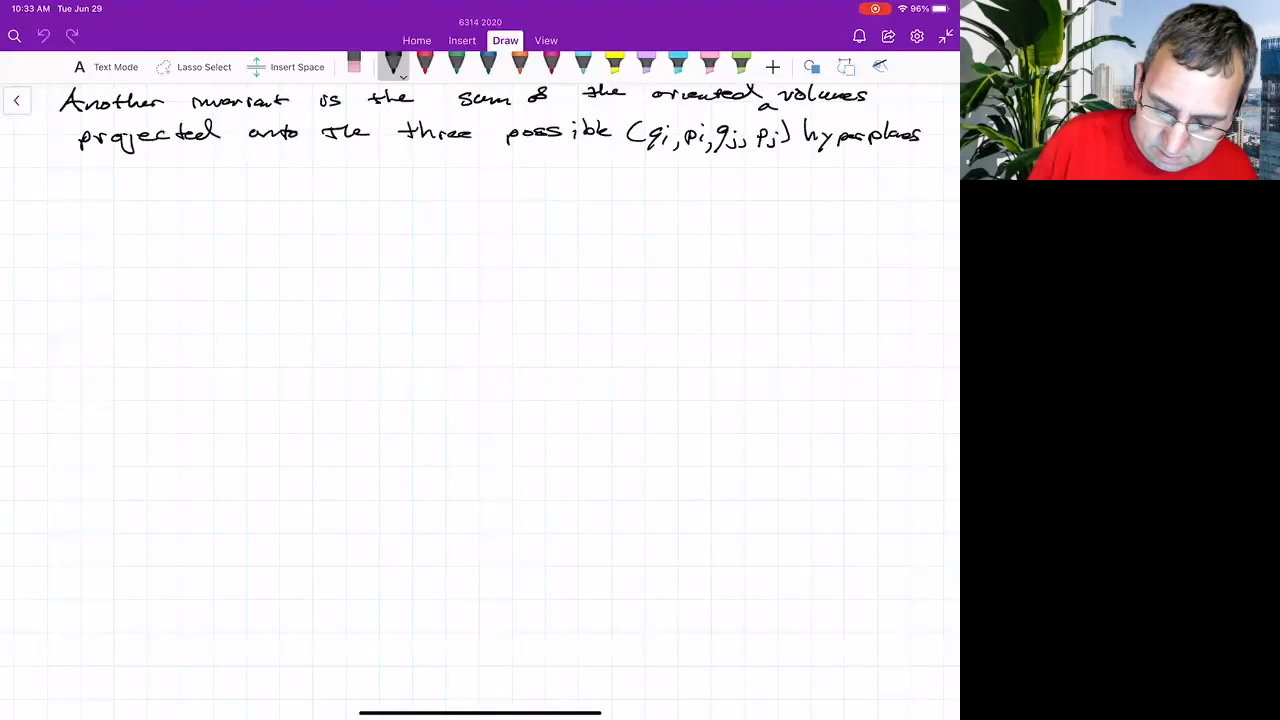 10:33 AM Tue Jun 29
96%
6314 2020
Home Insert Draw View
A Text Mode Lasso Select Insert Space
Another invariant is the sum of the oriented volumes
projected onto the three possible (qi, pi, qj, pj) hyperplanes